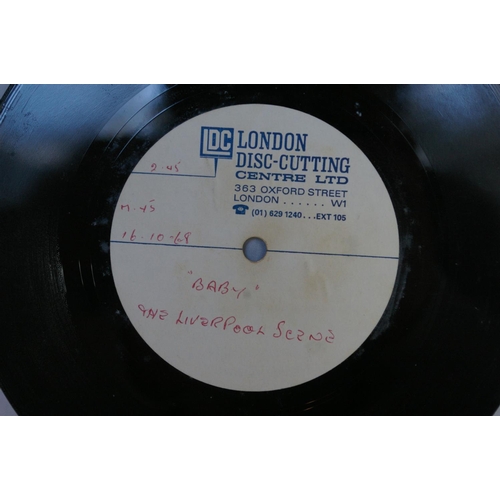 LDC LONDON
DISC-CUTTING
CENTRE LTD
363 OXFORD STREET
LONDON ...... W1
☎ (01) 629 1240...EXT 105
2.45
M.45
16.10-68
"BABY"
THE LIVERPOOL SCENE